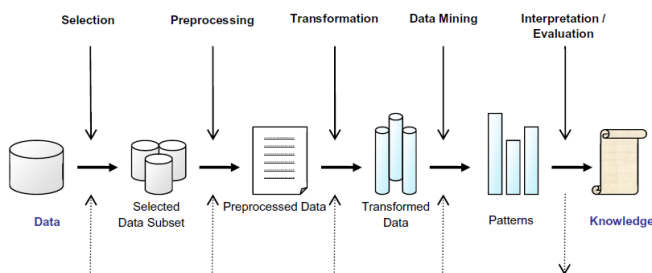 Selection
Preprocessing
Transformation
Data Mining
Interpretation /
Evaluation
Data
Selected
Data Subset
Preprocessed Data
Transformed
Data
Patterns
Knowledge